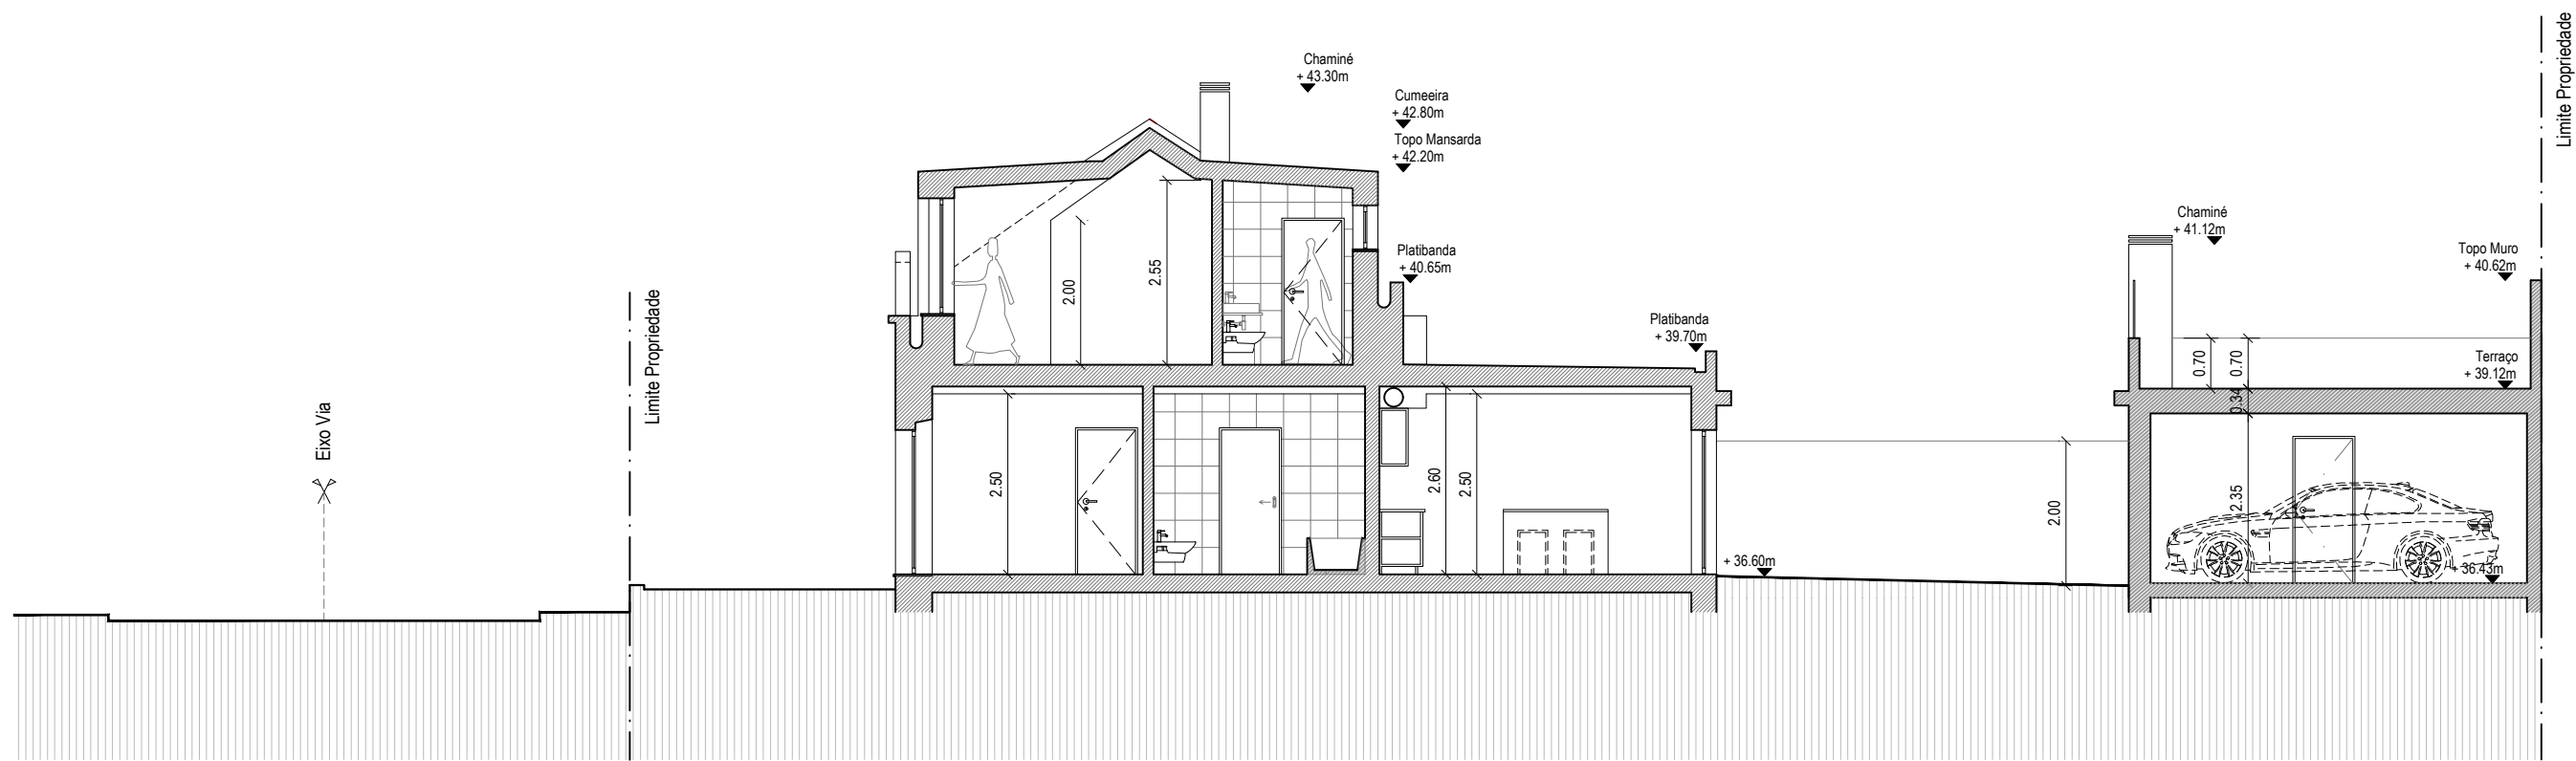 Limite Propriedade
Chaminé
+ 43.30m
Cumeeira
+ 42.80m
Topo Mansarda
+ 42.20m
Chaminé
+ 41.12m
Platibanda
+ 40.65m
Topo Muro
+ 40.62m
2.00
2.55
Limite Propriedade
Platibanda
+ 39.70m
0.70
0.70
Terraço
+ 39.12m
0.34
Eixo Via
2.50
2.60
2.50
2.00
2.35
+ 36.60m
+ 36.43m